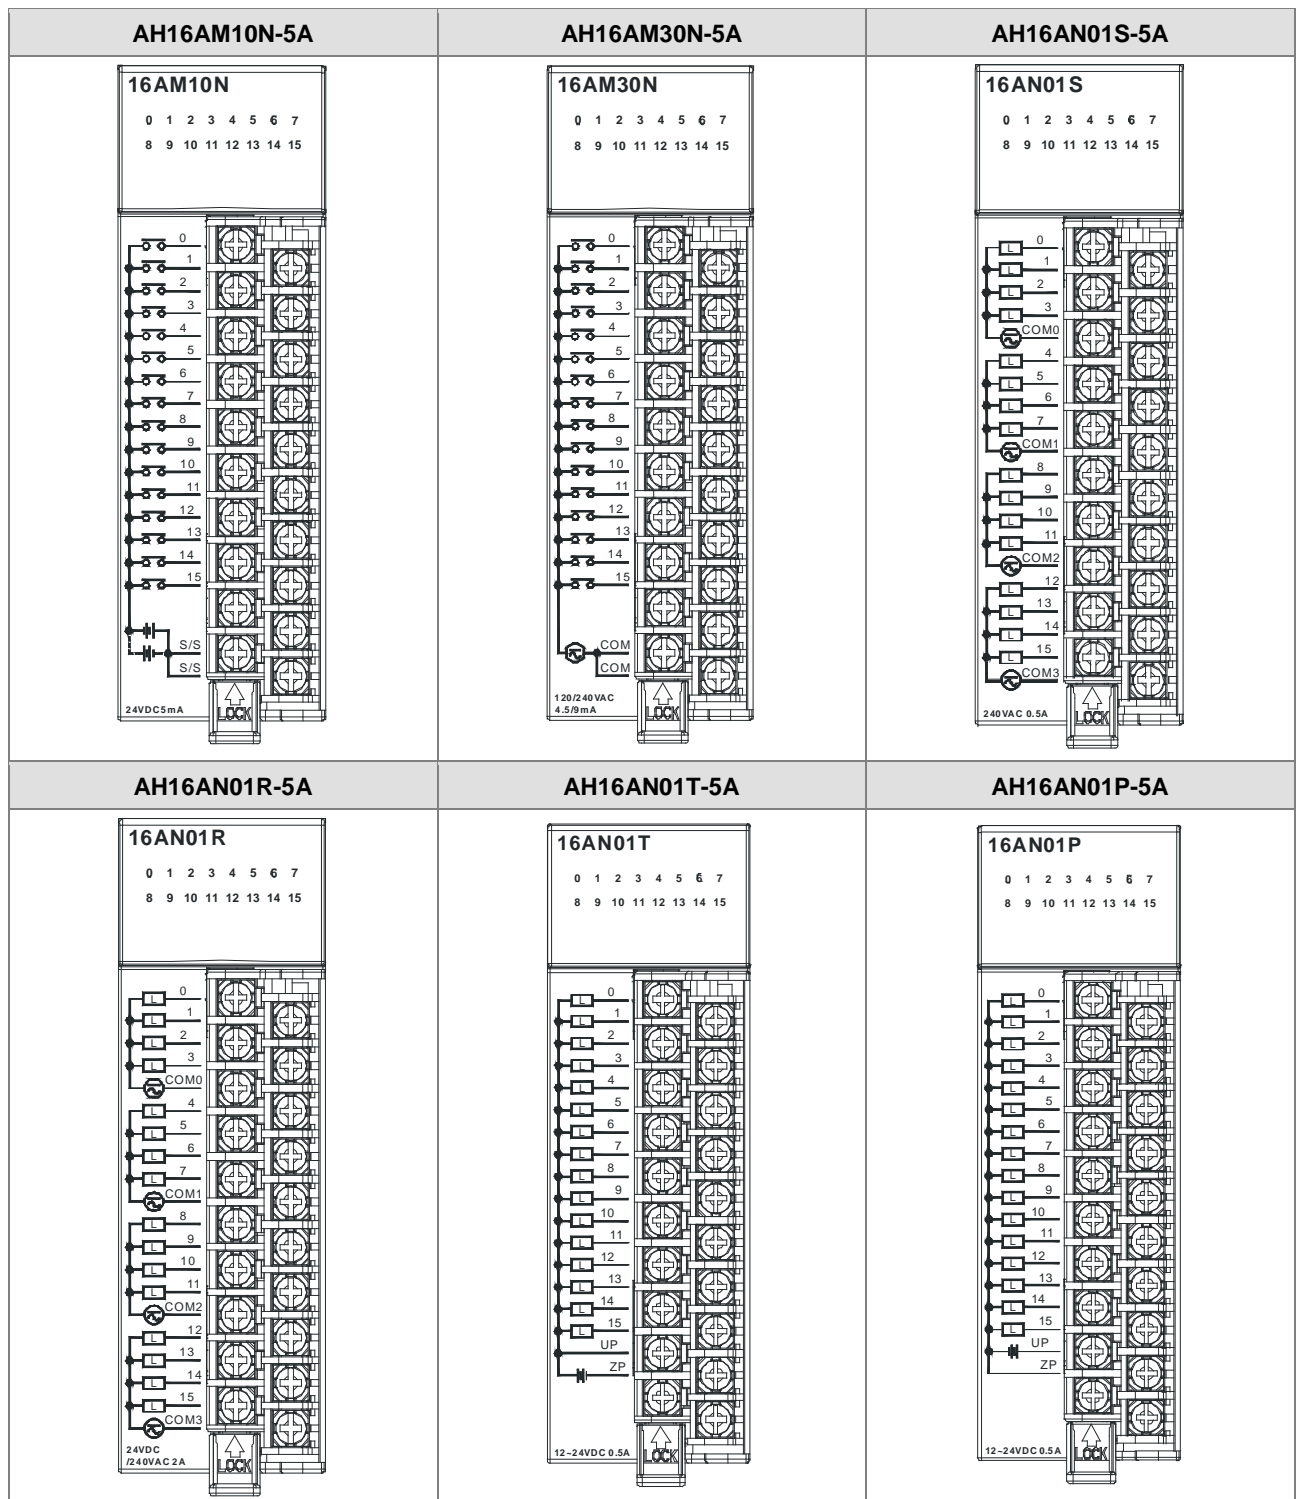 AH16AM10N-5A
AH16AM30N-5A
AH16AN01S-5A
16AM10N
0 1 2 3 4 5 6 7
8 9 10 11 12 13 14 15
0
1
2
3
4
5
6
7
8
9
10
11
12
13
14
15
S/S
S/S
24VDC5mA
LOCK
16AM30N
0 1 2 3 4 5 6 7
8 9 10 11 12 13 14 15
0
1
2
3
4
5
6
7
8
9
10
11
12
13
14
15
COM
COM
120/240VAC
4.5/9mA
LOCK
16AN01S
0 1 2 3 4 5 6 7
8 9 10 11 12 13 14 15
L 0
L 1
L 2
L 3
COM0
L 4
L 5
L 6
L 7
COM1
L 8
L 9
L 10
L 11
COM2
L 12
L 13
L 14
L 15
COM3
240VAC 0.5A
LOCK
AH16AN01R-5A
AH16AN01T-5A
AH16AN01P-5A
16AN01R
0 1 2 3 4 5 6 7
8 9 10 11 12 13 14 15
L 0
L 1
L 2
L 3
COM0
L 4
L 5
L 6
L 7
COM1
L 8
L 9
L 10
L 11
COM2
L 12
L 13
L 14
L 15
COM3
24VDC
/240VAC 2A
LOCK
16AN01T
0 1 2 3 4 5 6 7
8 9 10 11 12 13 14 15
L 0
L 1
L 2
L 3
L 4
L 5
L 6
L 7
L 8
L 9
L 10
L 11
L 12
L 13
L 14
L 15
UP
ZP
12~24VDC 0.5A
LOCK
16AN01P
0 1 2 3 4 5 6 7
8 9 10 11 12 13 14 15
L 0
L 1
L 2
L 3
L 4
L 5
L 6
L 7
L 8
L 9
L 10
L 11
L 12
L 13
L 14
L 15
UP
ZP
12~24VDC 0.5A
LOCK